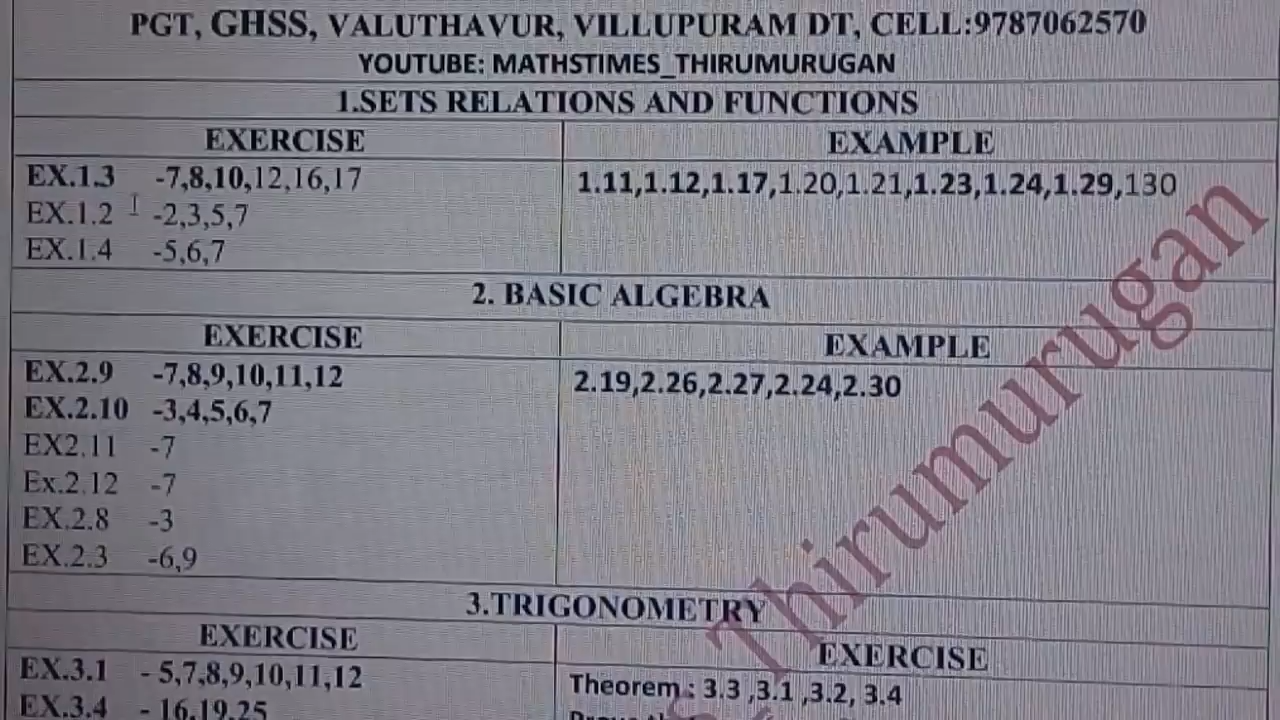 PGT, GHSS, VALUTHAVUR, VILLUPURAM DT, CELL:9787062570
YOUTUBE: MATHSTIMES_THIRUMURUGAN
1.SETS RELATIONS AND FUNCTIONS
EXERCISE EXAMPLE
EX.1.3 -7,8,10,12,16,17 1.11,1.12,1.17,1.20,1.21,1.23,1.24,1.29,130
EX.1.2 -2,3,5,7
EX.1.4 -5,6,7
2. BASIC ALGEBRA
EXERCISE EXAMPLE
EX.2.9 -7,8,9,10,11,12 2.19,2.26,2.27,2.24,2.30
EX.2.10 -3,4,5,6,7
EX2.11 -7
Ex.2.12 -7
EX.2.8 -3
EX.2.3 -6,9
3.TRIGONOMETRY
EXERCISE EXERCISE
EX.3.1 - 5,7,8,9,10,11,12 Theorem : 3.3 ,3.1 ,3.2, 3.4
EX.3.4 - 16,19,25
Thirumurugan